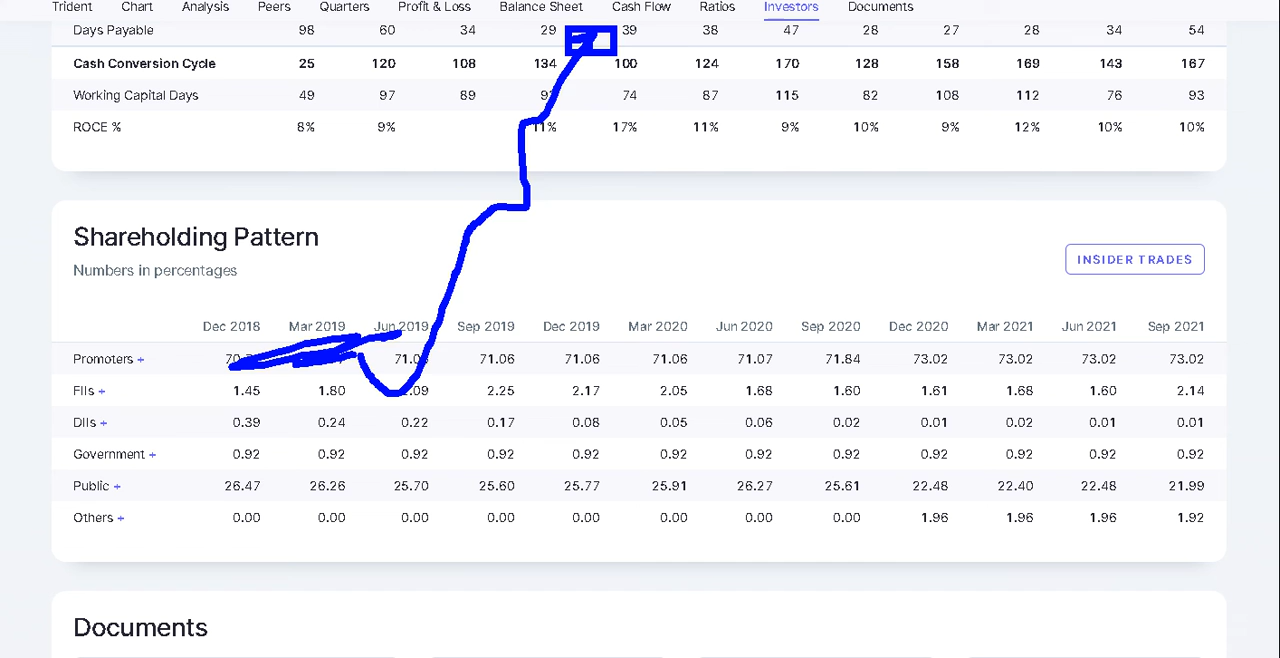 Trident Chart Analysis Peers Quarters Profit & Loss Balance Sheet Cash Flow Ratios Investors Documents
Days Payable 98 60 34 29 39 38 47 28 27 28 34 54
Cash Conversion Cycle 25 120 108 134 100 124 170 128 158 169 143 167
Working Capital Days 49 97 89 74 87 115 82 108 112 76 93
ROCE % 8% 9% 11% 17% 11% 9% 10% 9% 12% 10% 10%
Shareholding Pattern
Numbers in percentages
INSIDER TRADES
Dec 2018 Mar 2019 Jun 2019 Sep 2019 Dec 2019 Mar 2020 Jun 2020 Sep 2020 Dec 2020 Mar 2021 Jun 2021 Sep 2021
Promoters + 71.06 71.06 71.06 71.07 71.84 73.02 73.02 73.02 73.02
FIIs + 1.45 1.80 2.25 2.17 2.05 1.68 1.60 1.61 1.68 1.60 2.14
DIIs + 0.39 0.24 0.22 0.17 0.08 0.05 0.06 0.02 0.01 0.02 0.01 0.01
Government + 0.92 0.92 0.92 0.92 0.92 0.92 0.92 0.92 0.92 0.92 0.92 0.92
Public + 26.47 26.26 25.70 25.60 25.77 25.91 26.27 25.61 22.48 22.40 22.48 21.99
Others + 0.00 0.00 0.00 0.00 0.00 0.00 0.00 0.00 1.96 1.96 1.96 1.92
Documents